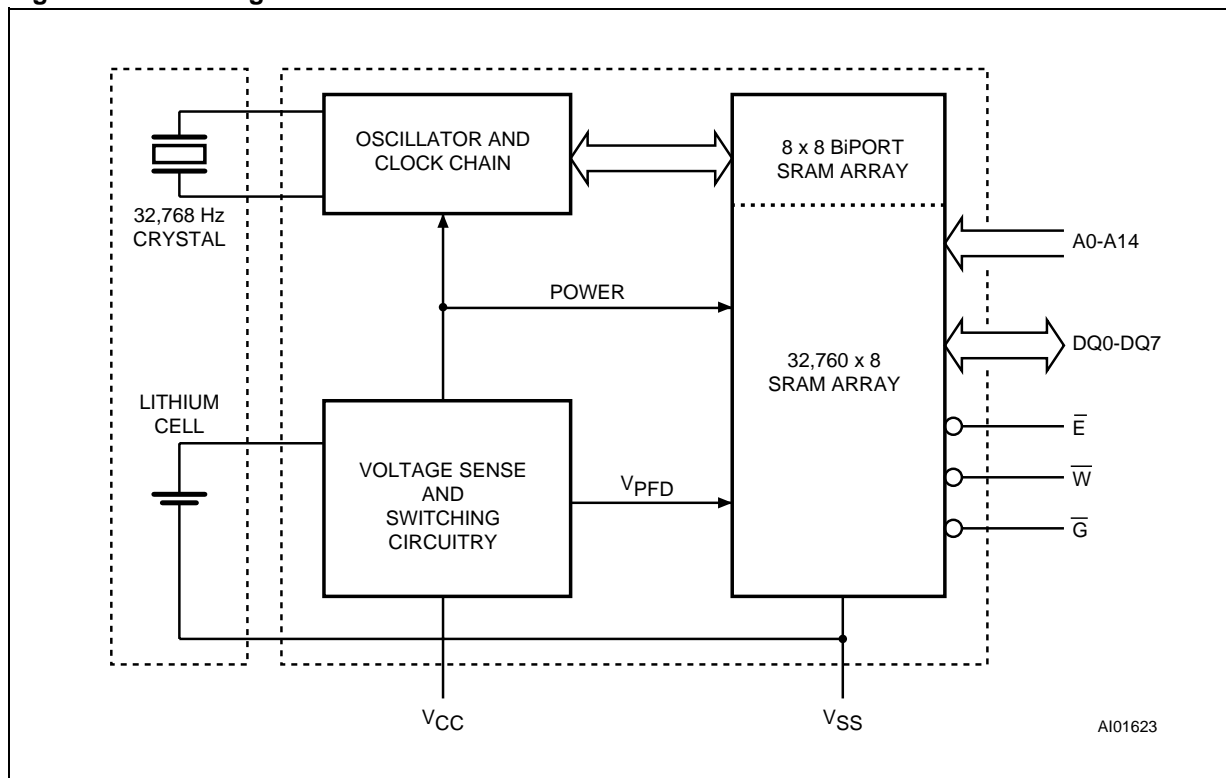 OSCILLATOR AND
CLOCK CHAIN
8 x 8 BiPORT
SRAM ARRAY
32,768 Hz
CRYSTAL
A0-A14
POWER
DQ0-DQ7
32,760 x 8
SRAM ARRAY
LITHIUM
CELL
E̅
VOLTAGE SENSE
AND
SWITCHING
CIRCUITRY
VPFD
W̅
G̅
VCC
VSS
AI01623